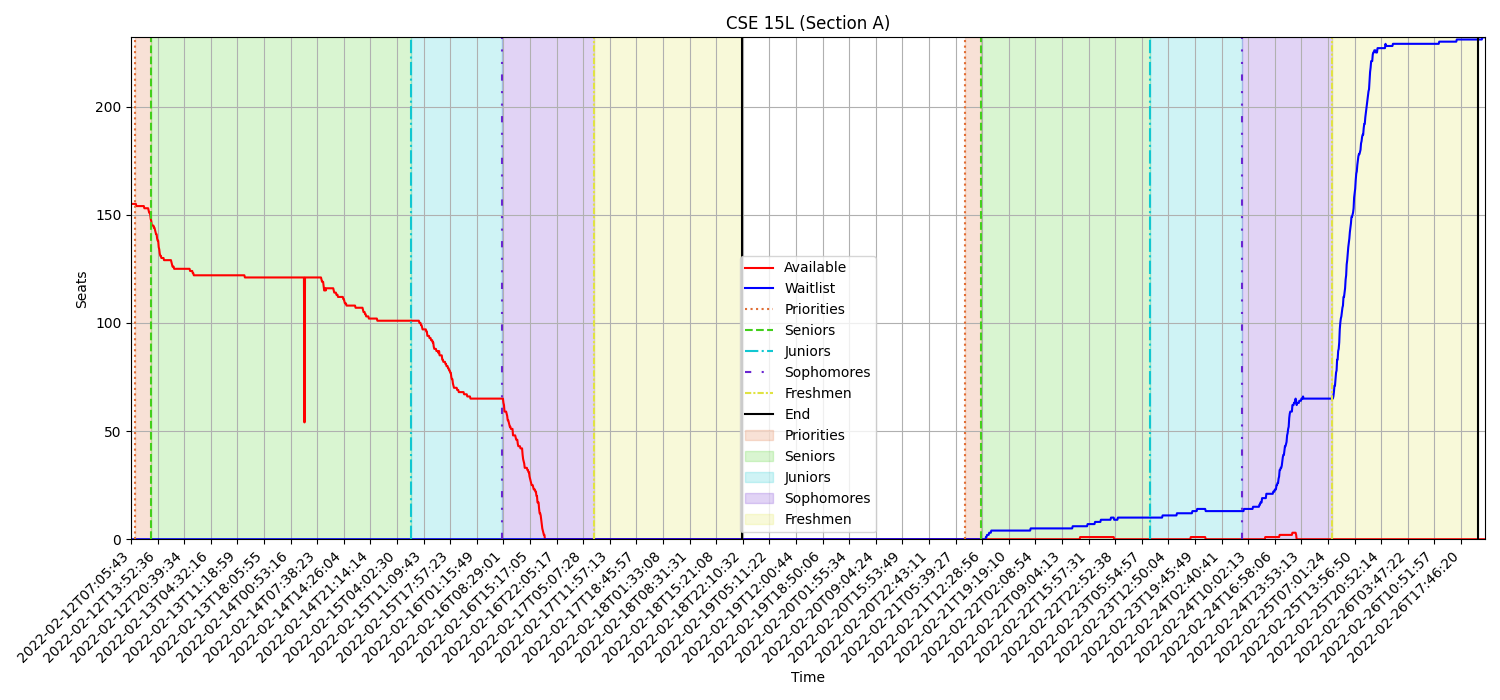 CSE 15L (Section A)
Seats
200
150
100
50
0
Available
Waitlist
Priorities
Seniors
Juniors
Sophomores
Freshmen
End
Priorities
Seniors
Juniors
Sophomores
Freshmen
2022-02-12T07:05:43
2022-02-12T13:52:36
2022-02-12T20:39:34
2022-02-13T04:32:16
2022-02-13T11:18:59
2022-02-13T18:05:55
2022-02-14T00:53:16
2022-02-14T07:38:23
2022-02-14T14:26:04
2022-02-14T21:14:14
2022-02-15T04:02:30
2022-02-15T11:09:43
2022-02-15T17:57:23
2022-02-16T01:15:49
2022-02-16T08:29:01
2022-02-16T15:17:05
2022-02-16T22:05:17
2022-02-17T05:07:28
2022-02-17T11:57:13
2022-02-17T18:45:57
2022-02-18T01:33:08
2022-02-18T08:31:31
2022-02-18T15:21:08
2022-02-18T22:10:32
2022-02-19T05:11:22
2022-02-19T12:00:44
2022-02-19T18:50:06
2022-02-20T01:55:34
2022-02-20T09:04:24
2022-02-20T15:53:49
2022-02-20T22:43:11
2022-02-21T05:39:27
2022-02-21T12:28:56
2022-02-21T19:19:10
2022-02-22T02:08:54
2022-02-22T09:04:13
2022-02-22T15:57:31
2022-02-22T22:52:38
2022-02-23T05:54:57
2022-02-23T12:50:04
2022-02-23T19:45:49
2022-02-24T02:40:41
2022-02-24T10:02:13
2022-02-24T16:58:06
2022-02-24T23:53:13
2022-02-25T07:01:24
2022-02-25T13:56:50
2022-02-25T20:52:14
2022-02-26T03:47:22
2022-02-26T10:51:57
2022-02-26T17:46:20
Time